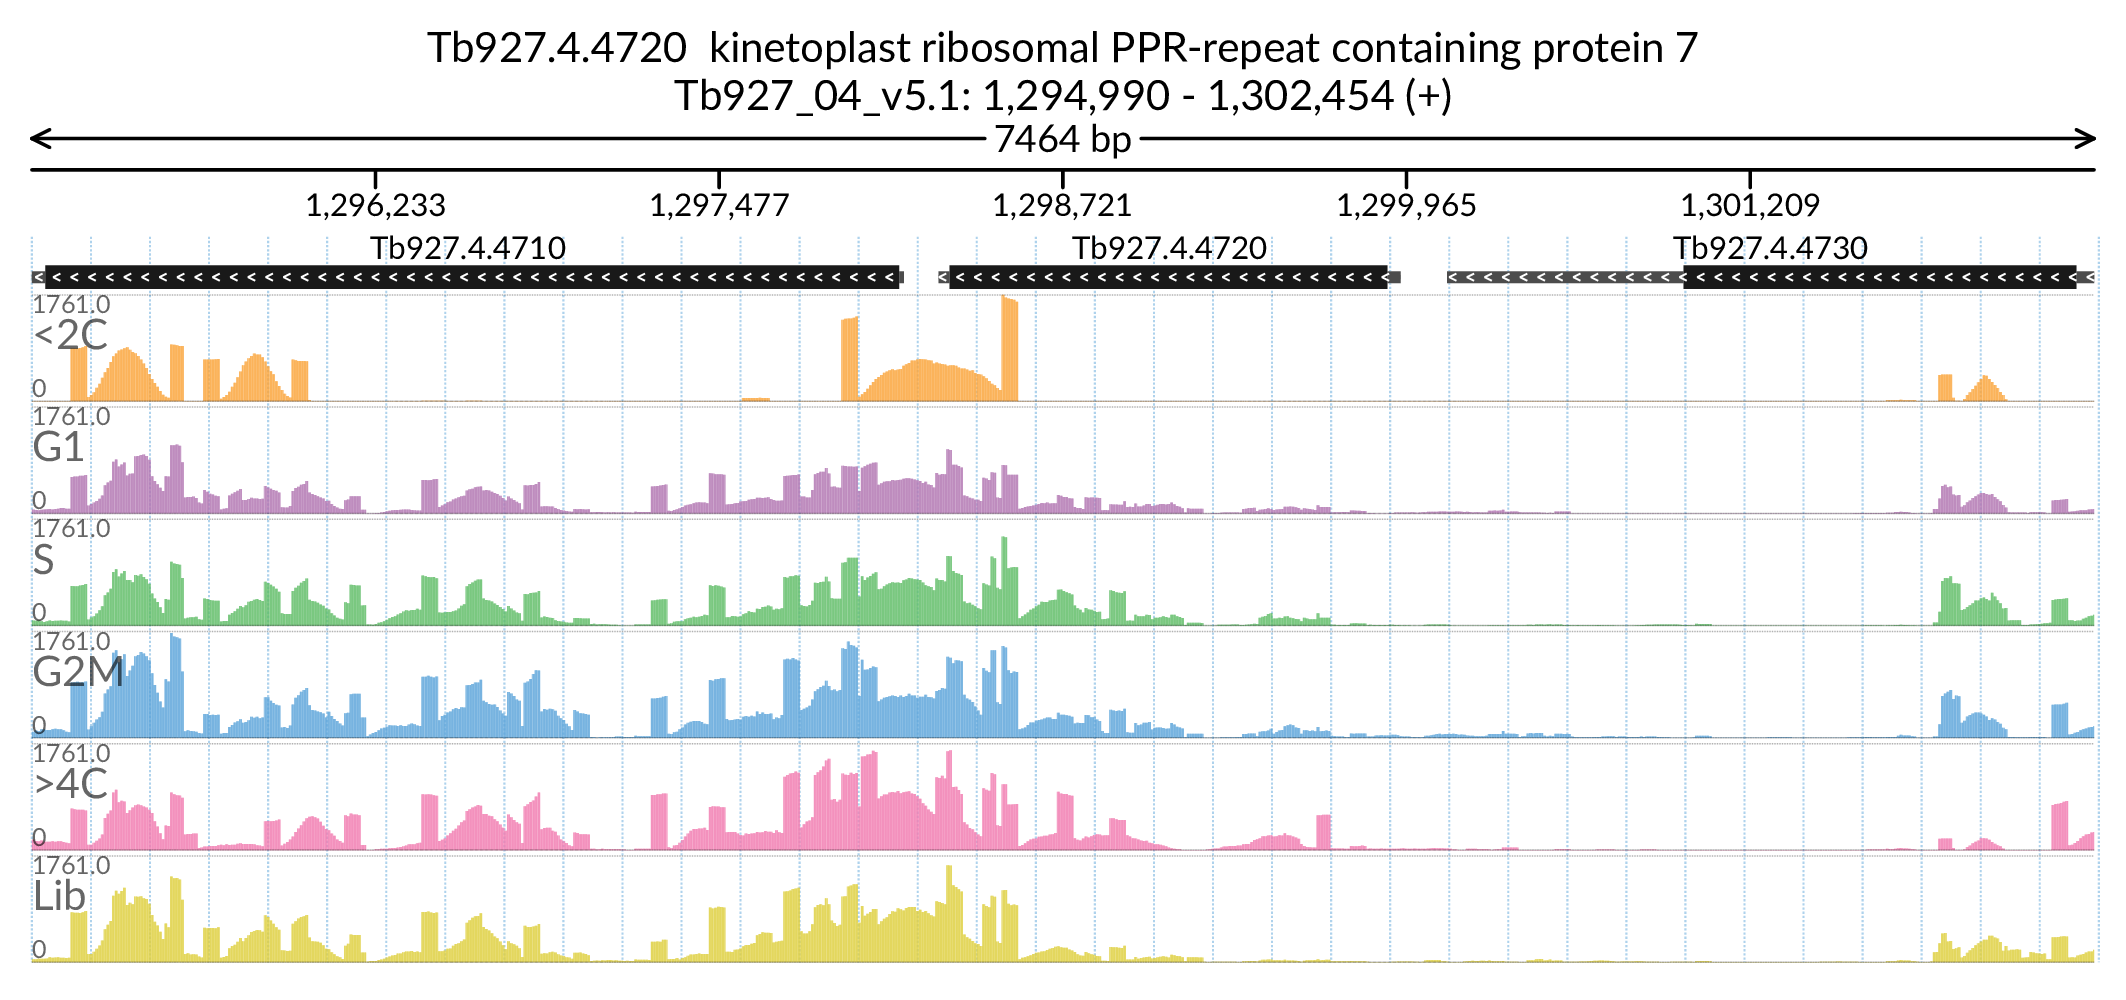 Tb927.4.4720  kinetoplast ribosomal PPR-repeat containing protein 7
Tb927_04_v5.1: 1,294,990 - 1,302,454 (+)
7464 bp
1,296,233 1,297,477 1,298,721 1,299,965 1,301,209
Tb927.4.4710 Tb927.4.4720 Tb927.4.4730
1761.0
<2C
0
1761.0
G1
0
1761.0
S
0
1761.0
G2M
0
1761.0
>4C
0
1761.0
Lib
0